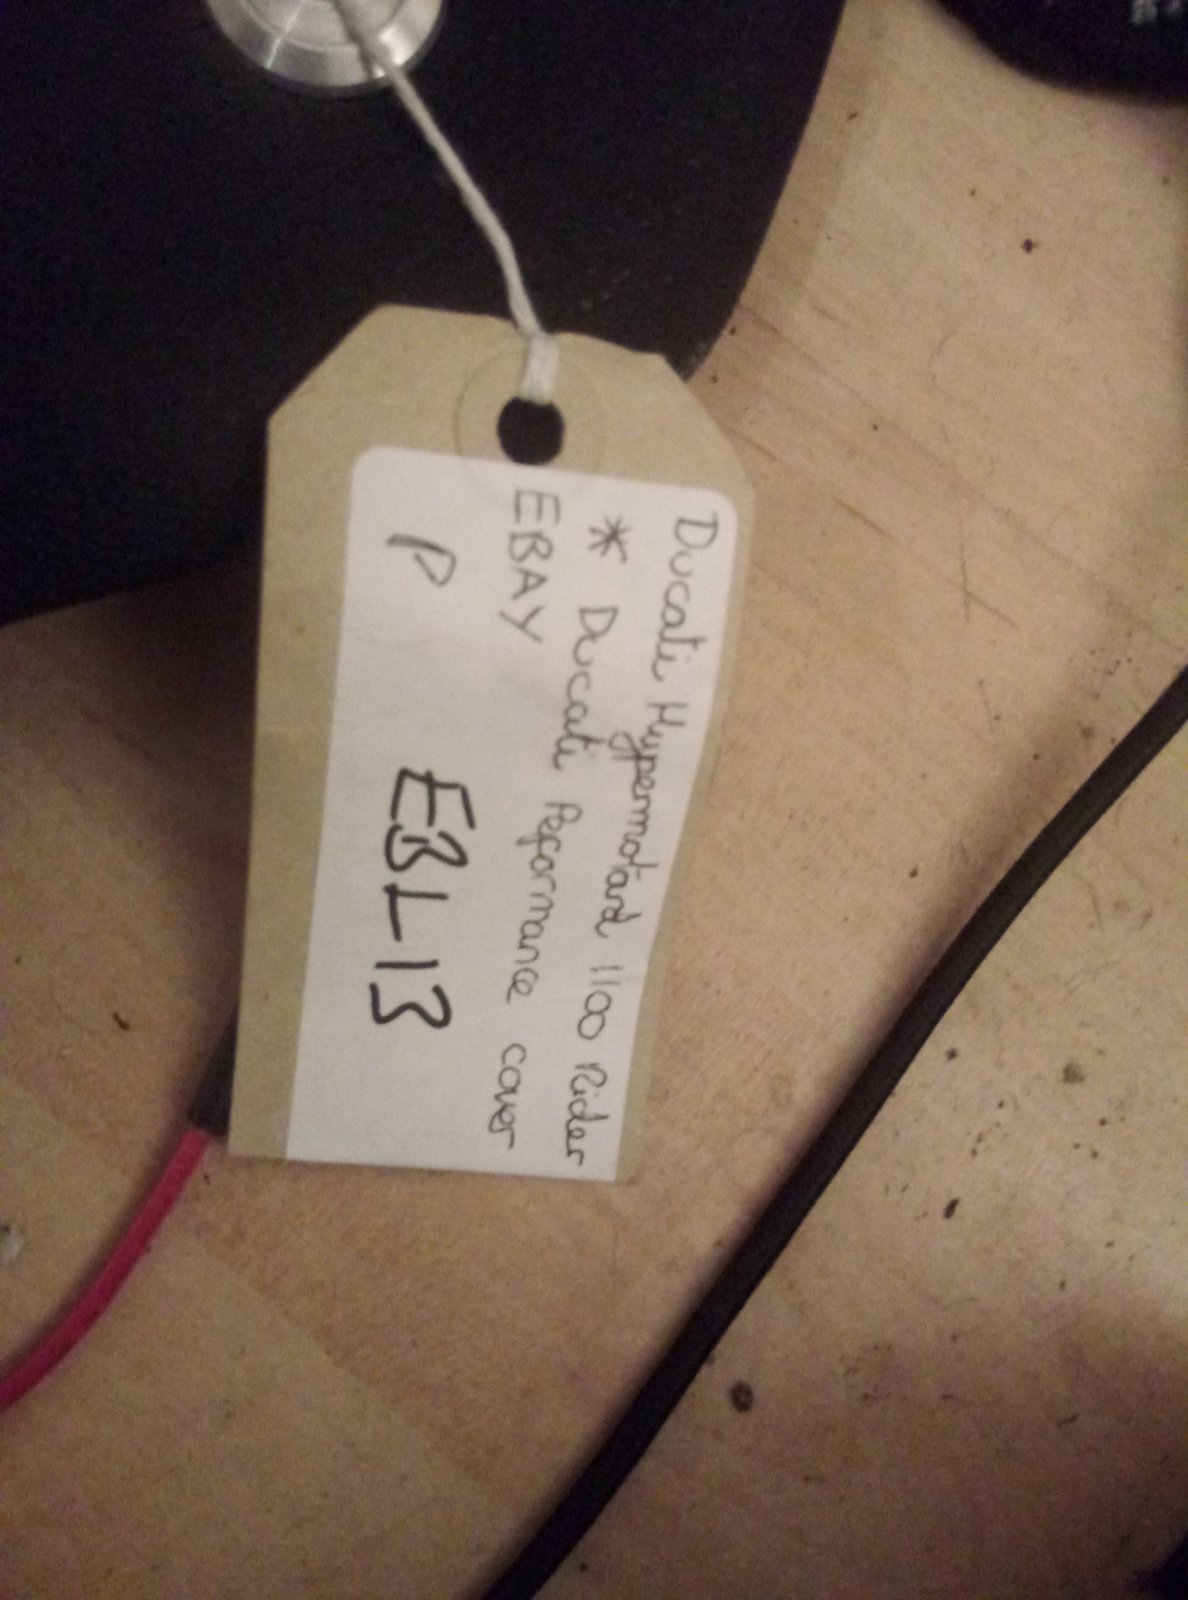 Ducati Hypermotard 1100 Rider
* Ducati Performance cover
EBAY
P EBL13